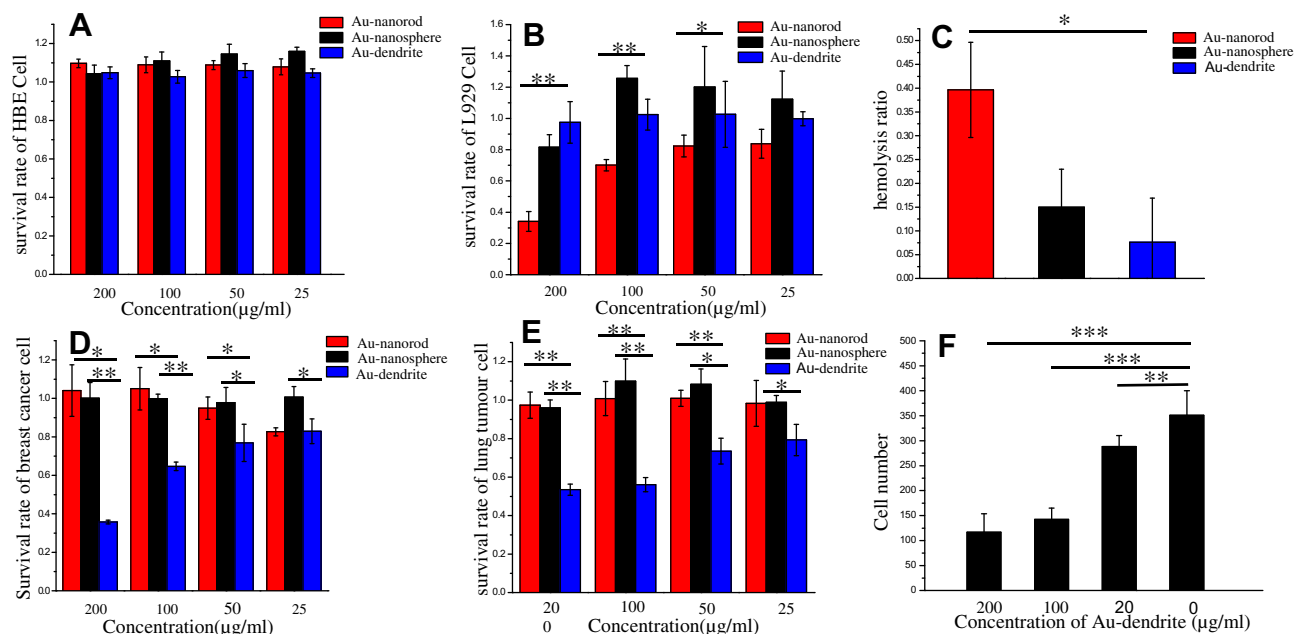 A
Au-nanorod
Au-nanosphere
Au-dendrite
survival rate of HBE Cell
1.2
1.0
0.8
0.6
0.4
0.2
0.0
200 100 50 25
Concentration(µg/ml)
B
Au-nanorod
Au-nanosphere
Au-dendrite
** ** *
survival rate of L929 Cell
1.6
1.4
1.2
1.0
0.8
0.6
0.4
0.2
0.0
200 100 50 25
Concentration(µg/ml)
C
Au-nanorod
Au-nanosphere
Au-dendrite
*
hemolysis ratio
0.50
0.45
0.40
0.35
0.30
0.25
0.20
0.15
0.10
0.05
0.00
D
Au-nanorod
Au-nanosphere
Au-dendrite
* * *
** ** * *
Survival rate of breast cancer cell
1.2
1.0
0.8
0.6
0.4
0.2
0.0
200 100 50 25
Concentration(µg/ml)
E
Au-nanorod
Au-nanosphere
Au-dendrite
** ** **
** ** * *
survival rate of lung tumour cell
1.2
1.0
0.8
0.6
0.4
0.2
0.0
20 100 50 25
0
Concentration(µg/ml)
F
***
***
**
Cell number
500
450
400
350
300
250
200
150
100
50
0
200 100 20 0
Concentration of Au-dendrite (µg/ml)